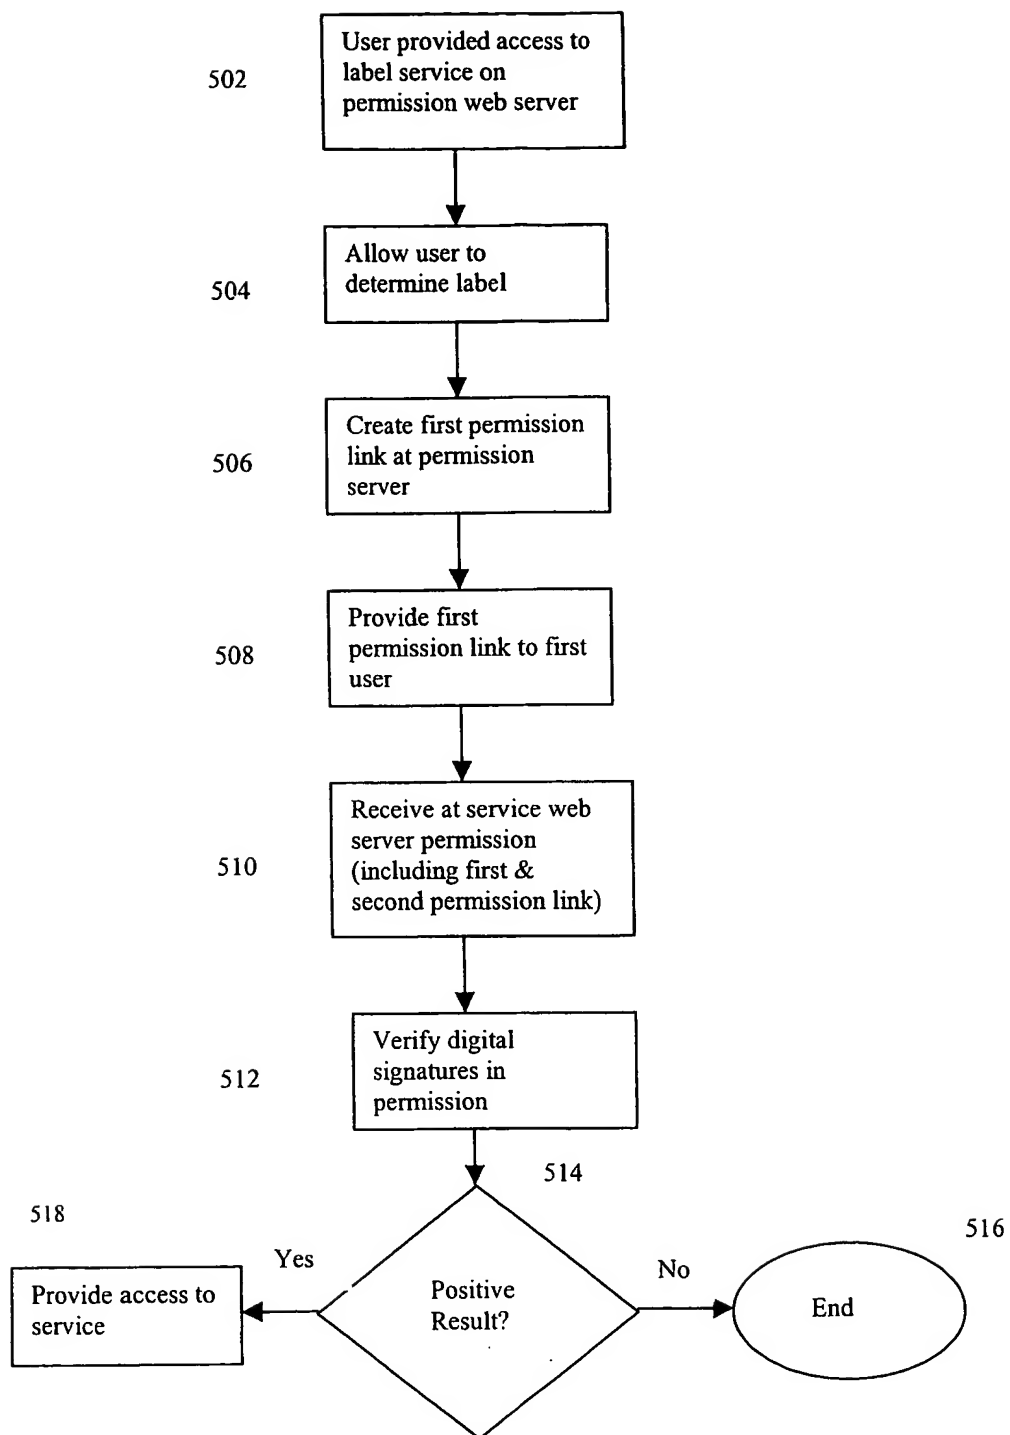 502
User provided access to
label service on
permission web server
504
Allow user to
determine label
506
Create first permission
link at permission
server
508
Provide first
permission link to first
user
510
Receive at service web
server permission
(including first &
second permission link)
512
Verify digital
signatures in
permission
514
518
516
Yes
No
Provide access to
service
Positive
Result?
End